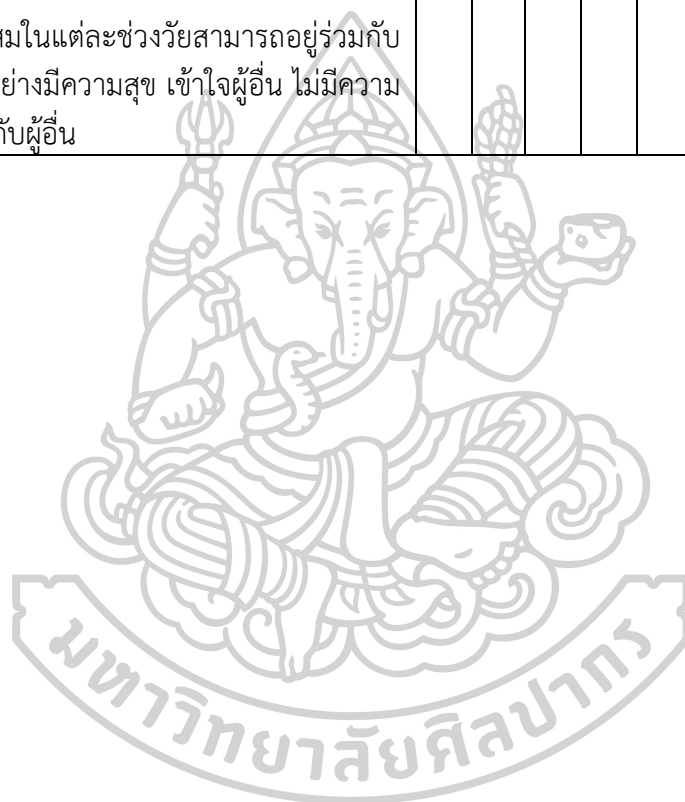 สมในแต่ละช่วงวัยสามารถอยู่ร่วมกับ
ย่างมีความสุข เข้าใจผู้อื่น ไม่มีความ
กับผู้อื่น
มหาวิทยาลัยศิลปากร